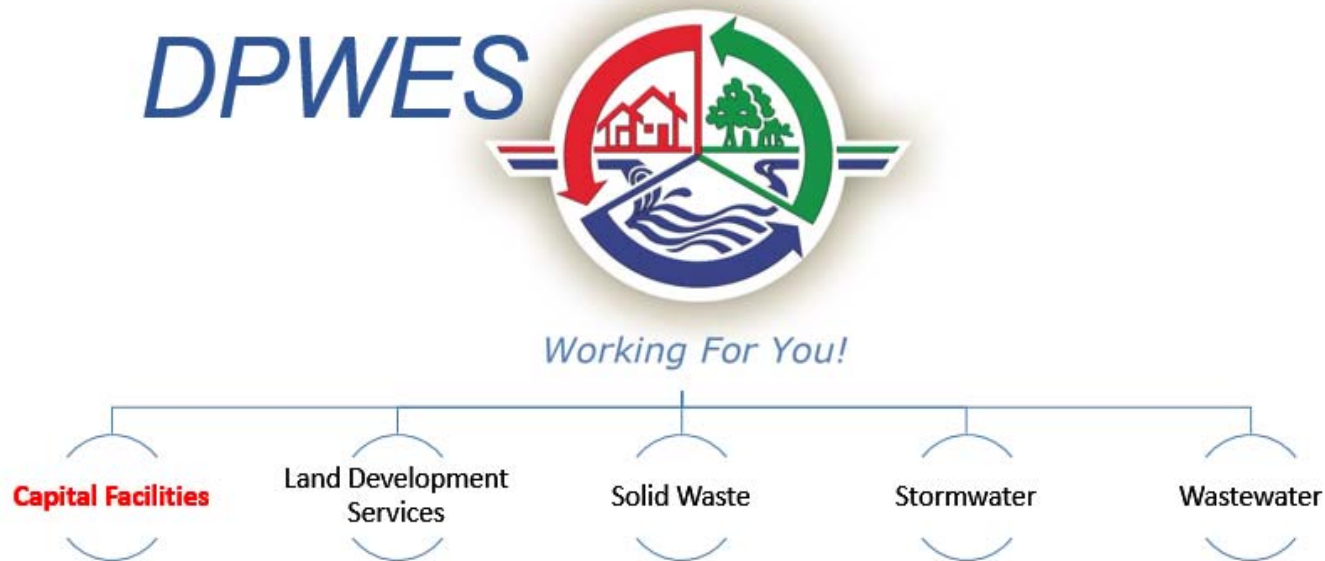 DPWES
Working For You!
Capital Facilities
Land Development
Services
Solid Waste
Stormwater
Wastewater